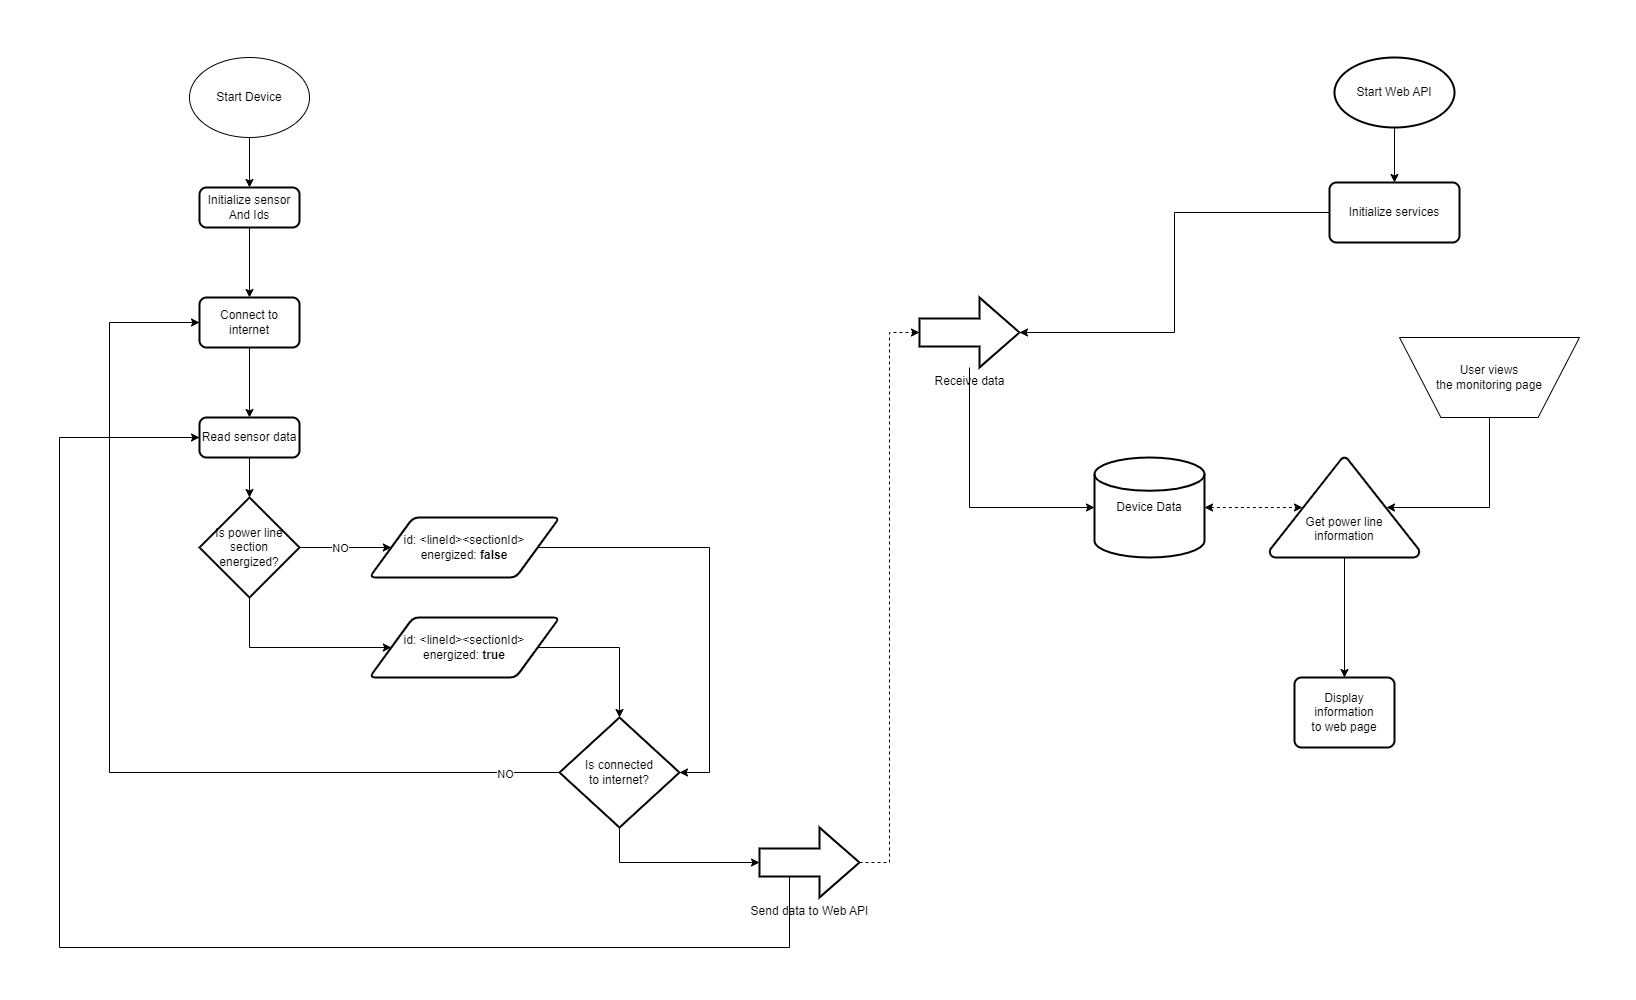 Start Device
Initialize sensor
And Ids
Connect to
internet
Read sensor data
Is power line
section
energized?
NO
id: <lineId><sectionId>
energized: false
id: <lineId><sectionId>
energized: true
Is connected
to internet?
NO
Send data to Web API
Start Web API
Initialize services
Receive data
User views
the monitoring page
Device Data
Get power line
information
Display
information
to web page